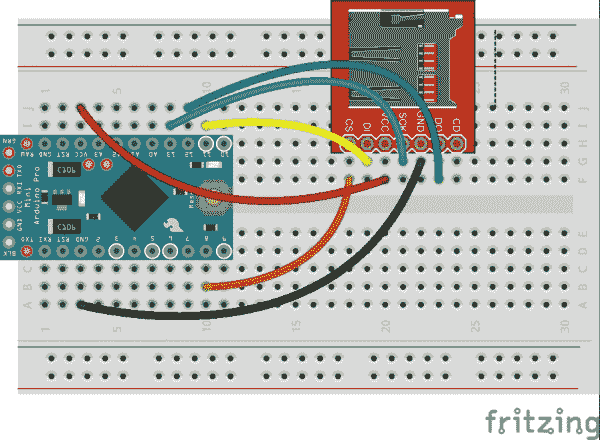 1 5 10 15 25 30
J
I
H
G
F
J
I
H
G
F
CS DI VCC SCK GND DO CD
RAW GND RST VCC A3 A2 A1 A0 13 12 11 10
GRN
BLK
GND VCC RXI TXO
Arduino Pro
Mini
TXO RXI RST GND 2 3 4 5 6 7 8 9
E
D
C
B
A
E
D
C
B
A
1 5 10 15 20 25 30
fritzing